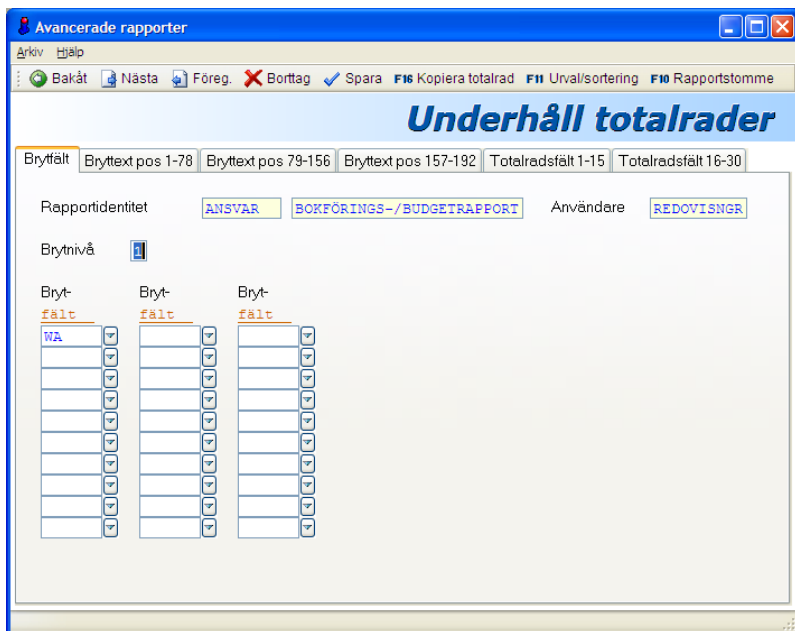 Avancerade rapporter
Arkiv Hjälp
Bakåt Nästa Föreg. Borttag Spara F16 Kopiera totalrad F11 Urval/sortering F10 Rapportstomme
Underhåll totalrader
Brytfält Bryttext pos 1-78 Bryttext pos 79-156 Bryttext pos 157-192 Totalradsfält 1-15 Totalradsfält 16-30
Rapportidentitet ANSVAR BOKFÖRINGS-/BUDGETRAPPORT Användare REDOVISNGR
Brytnivå 1
Bryt- Bryt- Bryt-
fält fält fält
WA